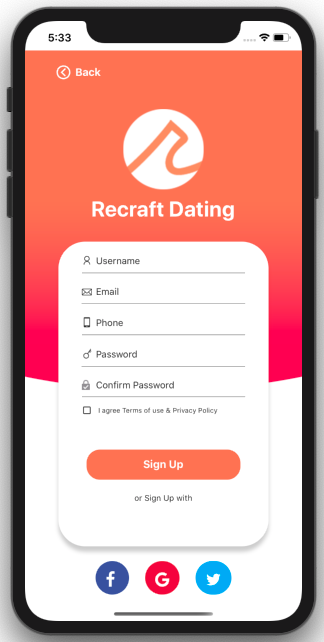 5:33
Back
Recraft Dating
Username
Email
Phone
Password
Confirm Password
I agree Terms of use & Privacy Policy
Sign Up
or Sign Up with
f
G